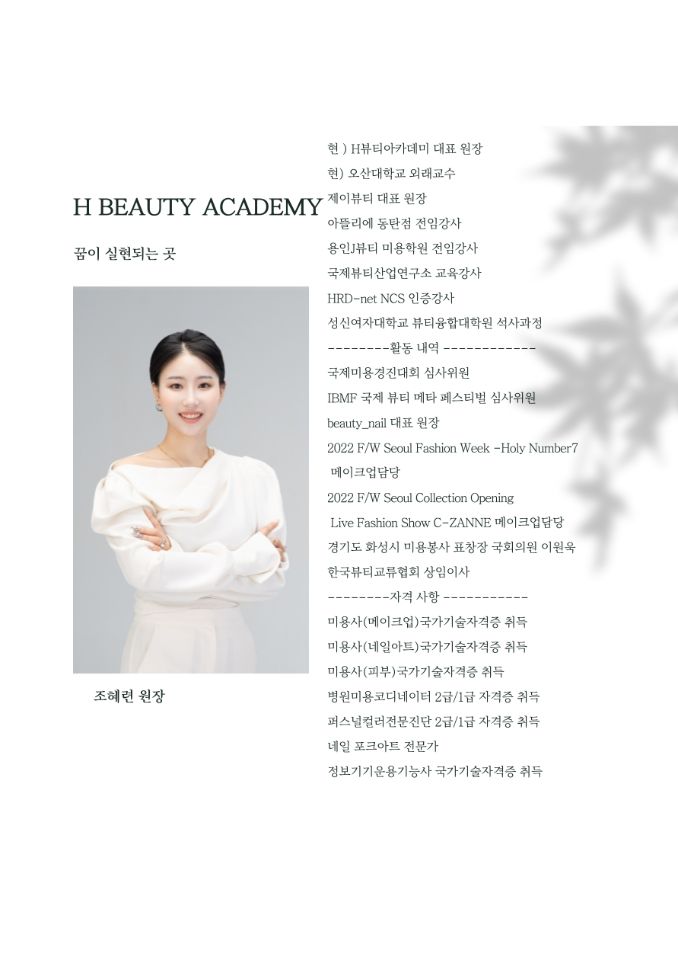 H BEAUTY ACADEMY
꿈이 실현되는 곳
조혜련 원장
현 ) H뷰티아카데미 대표 원장
현) 오산대학교 외래교수
제이뷰티 대표 원장
아뜰리에 동탄점 전임강사
용인J뷰티 미용학원 전임강사
국제뷰티산업연구소 교육강사
HRD-net NCS 인증강사
성신여자대학교 뷰티융합대학원 석사과정
--------활동 내역 ------------
국제미용경진대회 심사위원
IBMF 국제 뷰티 메타 페스티벌 심사위원
beauty_nail 대표 원장
2022 F/W Seoul Fashion Week -Holy Number7
메이크업담당
2022 F/W Seoul Collection Opening
Live Fashion Show C-ZANNE 메이크업담당
경기도 화성시 미용봉사 표창장 국회의원 이원욱
한국뷰티교류협회 상임이사
--------자격 사항 -----------
미용사(메이크업)국가기술자격증 취득
미용사(네일아트)국가기술자격증 취득
미용사(피부)국가기술자격증 취득
병원미용코디네이터 2급/1급 자격증 취득
퍼스널컬러전문진단 2급/1급 자격증 취득
네일 포크아트 전문가
정보기기운용기능사 국가기술자격증 취득